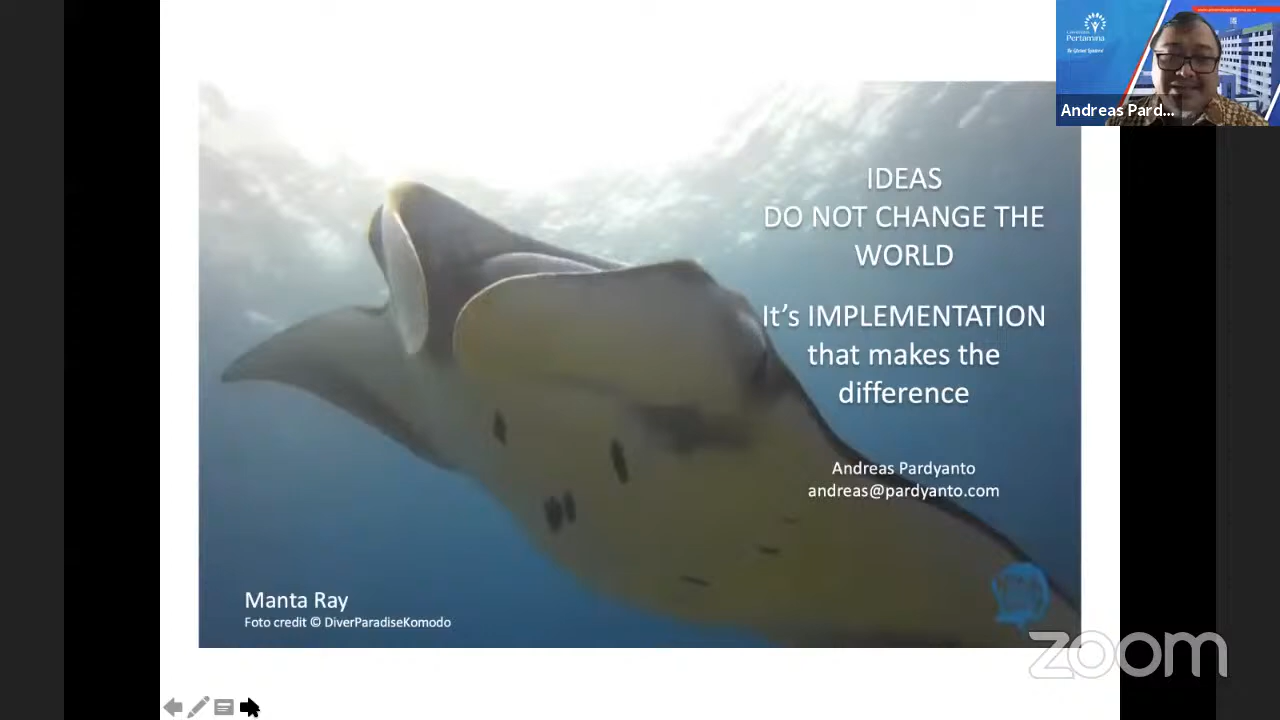 Pertamina
Andreas Pard...
IDEAS
DO NOT CHANGE THE
WORLD
It's IMPLEMENTATION
that makes the
difference
Andreas Pardyanto
andreas@pardyanto.com
Manta Ray
Foto credit © DiverParadiseKomodo
zoom